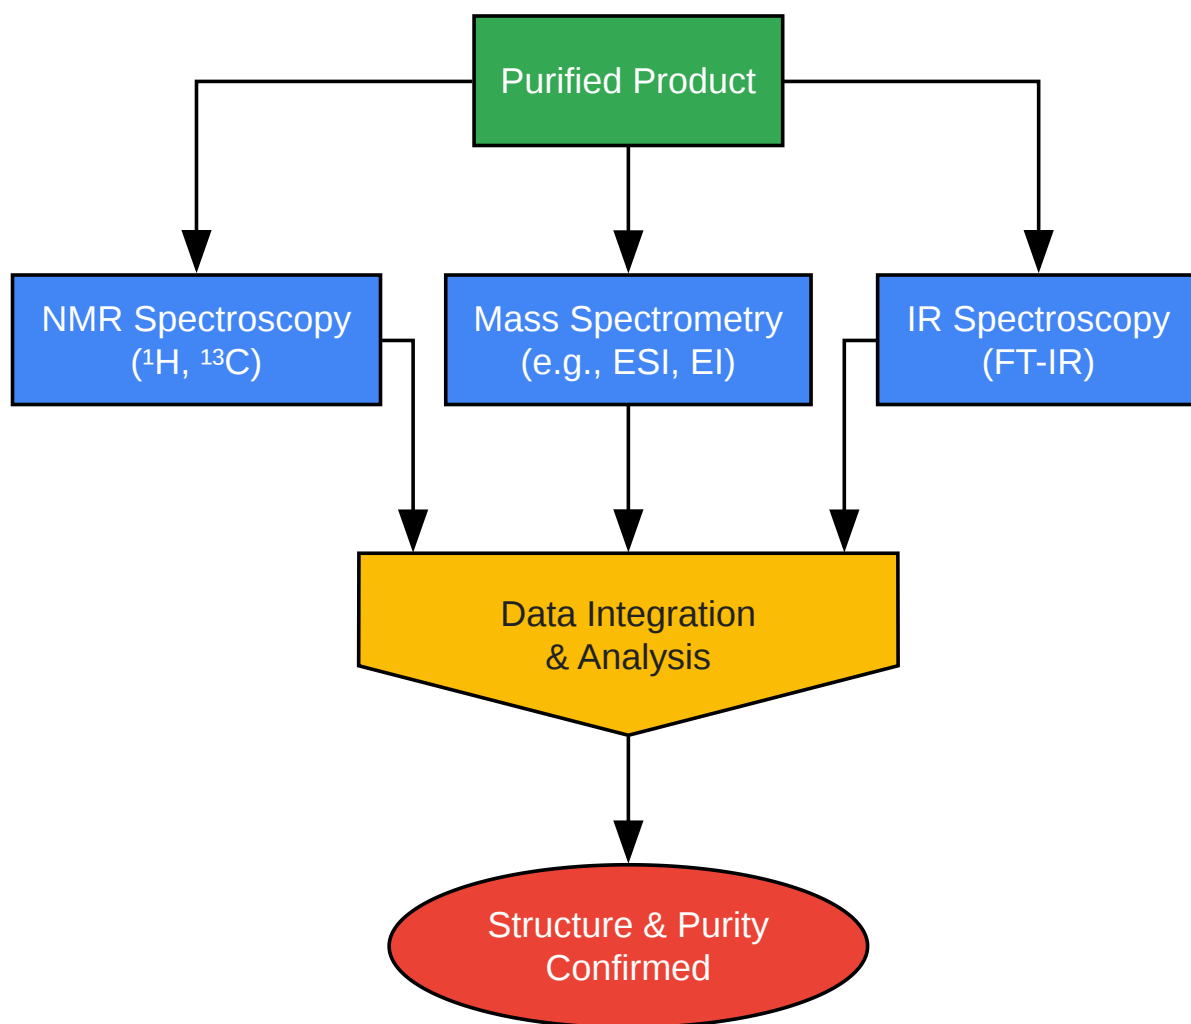 Purified Product
NMR Spectroscopy
(¹H, ¹³C)
Mass Spectrometry
(e.g., ESI, EI)
IR Spectroscopy
(FT-IR)
Data Integration
& Analysis
Structure & Purity
Confirmed